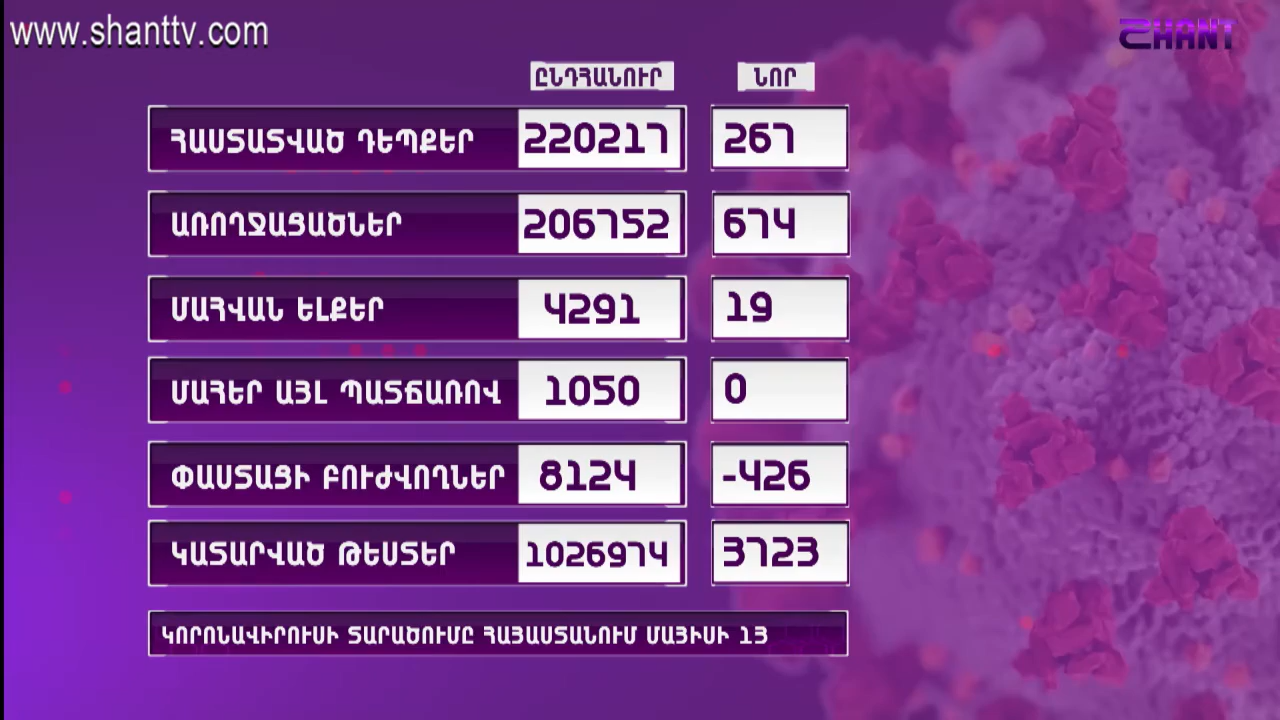 www.shanttv.com
SHANT
ԸՆԴՀԱՆՈՒՐ ՆՈՐ
ՀԱՍՏԱՏՎԱԾ ԴԵՊՔԵՐ 220217 267
ԱՌՈՂՋԱՑԱԾՆԵՐ 206752 674
ՄԱՀՎԱՆ ԵԼՔԵՐ 4291 19
ՄԱՀԵՐ ԱՅԼ ՊԱՏՃԱՌՈՎ 1050 0
ՓԱՍՏԱՑԻ ԲՈՒԺՎՈՂՆԵՐ 8124 -426
ԿԱՏԱՐՎԱԾ ԹԵՍՏԵՐ 1026974 3723
ԿՈՐՈՆԱՎԻՐՈՒՍԻ ՏԱՐԱԾՈՒՄԸ ՀԱՅԱՍՏԱՆՈՒՄ ՄԱՅԻՍԻ 13